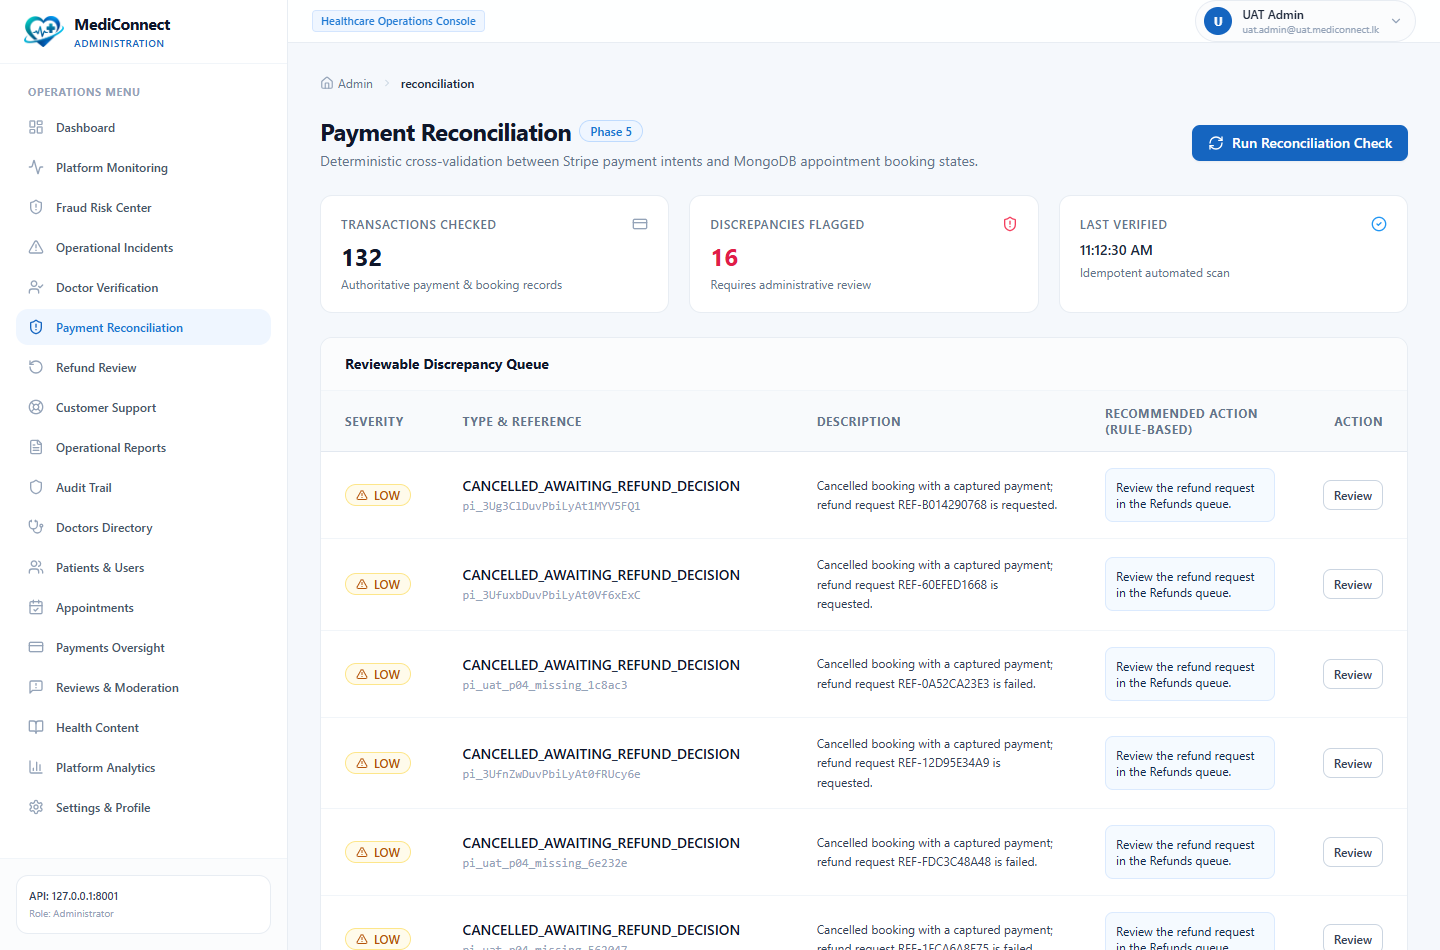 MediConnect
ADMINISTRATION
OPERATIONS MENU
Dashboard
Platform Monitoring
Fraud Risk Center
Operational Incidents
Doctor Verification
Payment Reconciliation
Refund Review
Customer Support
Operational Reports
Audit Trail
Doctors Directory
Patients & Users
Appointments
Payments Oversight
Reviews & Moderation
Health Content
Platform Analytics
Settings & Profile
API: 127.0.0.1:8001
Role: Administrator
Healthcare Operations Console
U
UAT Admin
uat.admin@uat.mediconnect.lk
Admin
reconciliation
Payment Reconciliation
Phase 5
Deterministic cross-validation between Stripe payment intents and MongoDB appointment booking states.
Run Reconciliation Check
TRANSACTIONS CHECKED
132
Authoritative payment & booking records
DISCREPANCIES FLAGGED
16
Requires administrative review
LAST VERIFIED
11:12:30 AM
Idempotent automated scan
Reviewable Discrepancy Queue
SEVERITY
TYPE & REFERENCE
DESCRIPTION
RECOMMENDED ACTION
(RULE-BASED)
ACTION
LOW
CANCELLED_AWAITING_REFUND_DECISION
pi_3Ug3ClDuvPbiLyAt1MYV5FQ1
Cancelled booking with a captured payment;
refund request REF-B014290768 is requested.
Review the refund request
in the Refunds queue.
Review
LOW
CANCELLED_AWAITING_REFUND_DECISION
pi_3UfuxbDuvPbiLyAt0Vf6xExC
Cancelled booking with a captured payment;
refund request REF-60EFED1668 is
requested.
Review the refund request
in the Refunds queue.
Review
LOW
CANCELLED_AWAITING_REFUND_DECISION
pi_uat_p04_missing_1c8ac3
Cancelled booking with a captured payment;
refund request REF-0A52CA23E3 is failed.
Review the refund request
in the Refunds queue.
Review
LOW
CANCELLED_AWAITING_REFUND_DECISION
pi_3UfnZwDuvPbiLyAt0fRUcy6e
Cancelled booking with a captured payment;
refund request REF-12D95E34A9 is
requested.
Review the refund request
in the Refunds queue.
Review
LOW
CANCELLED_AWAITING_REFUND_DECISION
pi_uat_p04_missing_6e232e
Cancelled booking with a captured payment;
refund request REF-FDC3C48A48 is failed.
Review the refund request
in the Refunds queue.
Review
LOW
CANCELLED_AWAITING_REFUND_DECISION
Cancelled booking with a captured payment;
refund request
Review the refund request
in the Refunds queue.
Review